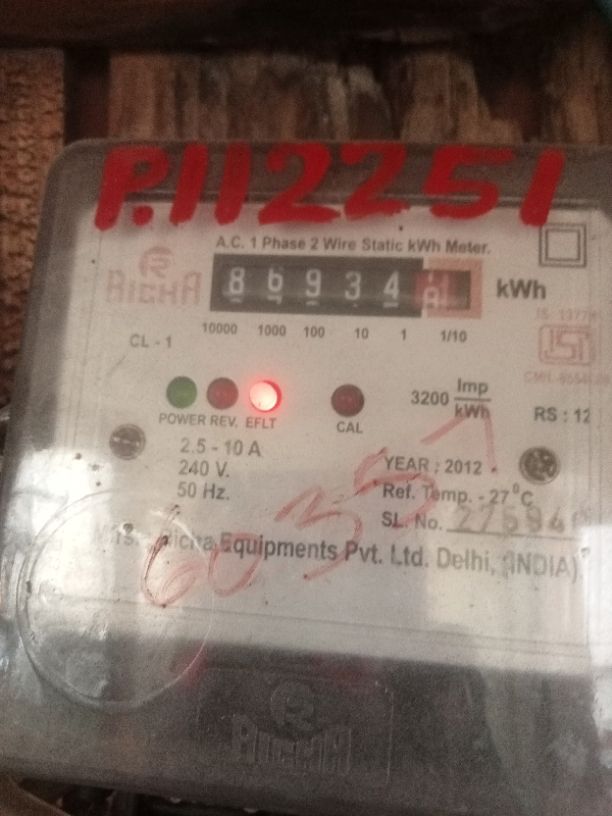 P.112251
A.C. 1 Phase 2 Wire Static kWh Meter.
RICHA
8 6 9 3 4 kWh
10000 1000 100 10 1 1/10
CL - 1
ISI
POWER REV. EFLT CAL
3200 Imp/kWh RS : 12
2.5 - 10 A
240 V.
50 Hz.
YEAR : 2012
Ref. Temp. - 27°C
SL. No.
Richa Equipments Pvt. Ltd. Delhi, (INDIA)
RICHA